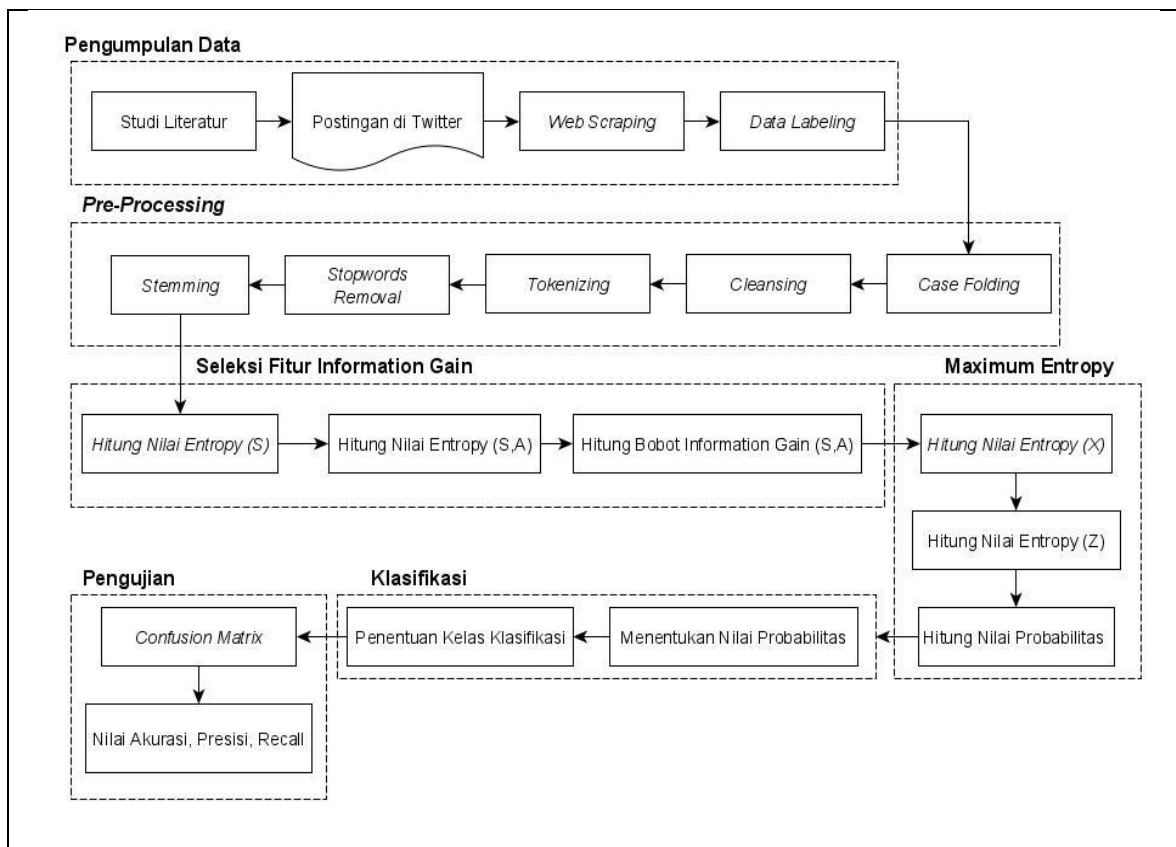 Pengumpulan Data
Studi Literatur
Postingan di Twitter
Web Scraping
Data Labeling
Pre-Processing
Case Folding
Cleansing
Tokenizing
Stopwords
Removal
Stemming
Seleksi Fitur Information Gain
Hitung Nilai Entropy (S)
Hitung Nilai Entropy (S,A)
Hitung Bobot Information Gain (S,A)
Maximum Entropy
Hitung Nilai Entropy (X)
Hitung Nilai Entropy (Z)
Hitung Nilai Probabilitas
Klasifikasi
Menentukan Nilai Probabilitas
Penentuan Kelas Klasifikasi
Pengujian
Confusion Matrix
Nilai Akurasi, Presisi, Recall